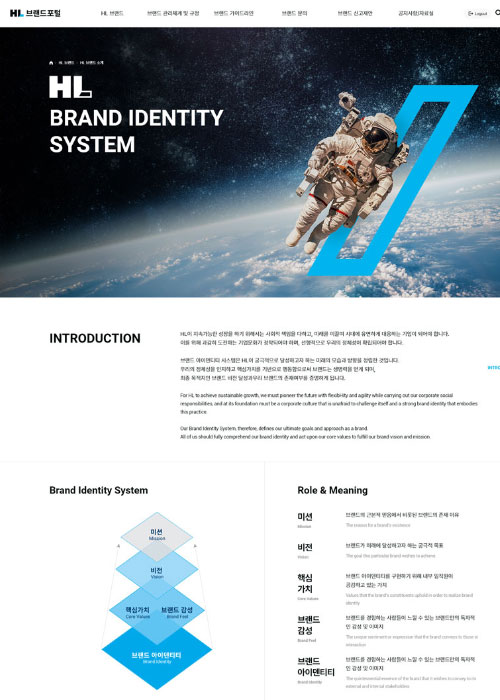 HL 브랜드포털
HL 브랜드
브랜드 관리체계 및 규정
브랜드 가이드라인
브랜드 문의
브랜드 신고제안
공지사항/자료실
Logout
HL 브랜드
HL 브랜드 소개
HL
BRAND IDENTITY
SYSTEM
INTRODUCTION
HL이 지속가능한 성장을 하기 위해서는 사회적 책임을 다하고, 미래를 이끌어 시대에 유연하게 대응하는 기업이 되어야 합니다.
이를 위해 과감히 도전하는 기업문화가 정착되어야 하며, 선행적으로 우리의 정체성이 확립되어야 합니다.
브랜드 아이덴티티 시스템은 HL이 궁극적으로 달성하고자 하는 미래의 모습과 방향을 정립한 것입니다.
우리의 정체성을 인지하고 핵심가치를 기반으로 행동함으로써 브랜드는 생명력을 얻게 되며,
최종 목적지인 브랜드 비전 달성과 우리 브랜드의 존재이유를 증명하게 됩니다.
For HL to achieve sustainable growth, we must pioneer the future with flexibility and agility while carrying out our corporate social
responsibilities, and at its foundation must be a corporate culture that is unafraid to challenge itself and a strong brand identity that embodies
this practice.
Our Brand Identity System, therefore, defines our ultimate goals and approach as a brand.
All of us should fully comprehend our brand identity and act upon our core values to fulfill our brand vision and mission.
Brand Identity System
미션
Mission
비전
Vision
핵심가치 브랜드 감성
Core Values Brand Feel
브랜드 아이덴티티
Brand Identity
Role & Meaning
미션
Mission
브랜드의 근본적 믿음에서 비롯된 브랜드의 존재 이유
The reason for a brand's existence
비전
Vision
브랜드가 미래에 달성하고자 하는 궁극적 목표
The goal this particular brand wishes to achieve
핵심
가치
Core Values
브랜드 아이덴티티를 구현하기 위해 내부 임직원이
공감하고 있는 가치
Values that the brand's constituents uphold in order to realize brand
identity
브랜드
감성
Brand Feel
브랜드를 경험하는 사람들이 느낄 수 있는 브랜드만의 독자적
인 감성 및 이미지
브랜드
아이덴티티
Brand Identity
브랜드를 경험하는 사람들이 느낄 수 있는 브랜드만의 독자적
인 감성 및 이미지
The quintessential essence of the brand that it wishes to convey to its
external and internal stakeholders